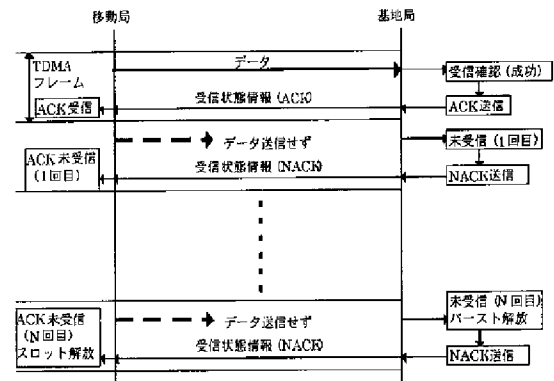 移動局
基地局
TDMA
フレーム
データ
受信確認(成功)
ACK受信
受信状態情報(ACK)
ACK送信
データ送信せず
未受信(1回目)
ACK未受信
(1回目)
受信状態情報(NACK)
NACK送信
ACK未受信
(N回目)
スロット解放
データ送信せず
未受信(N回目)
バースト解放
受信状態情報(NACK)
NACK送信